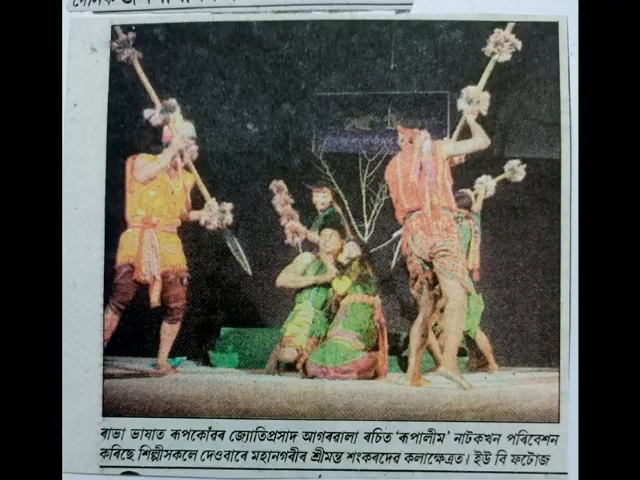 ৰাভা ভাষাত ৰূপকোঁৱৰ জ্যোতিপ্ৰসাদ আগৰৱালা ৰচিত ‘ৰূপালীম’ নাটকখন পৰিবেশন
কৰিছে শিল্পীসকলে দেওবাৰে মহানগৰীৰ শ্ৰীমন্ত শংকৰদেৱ কলাক্ষেত্ৰত। ইউ বি ফটোজ